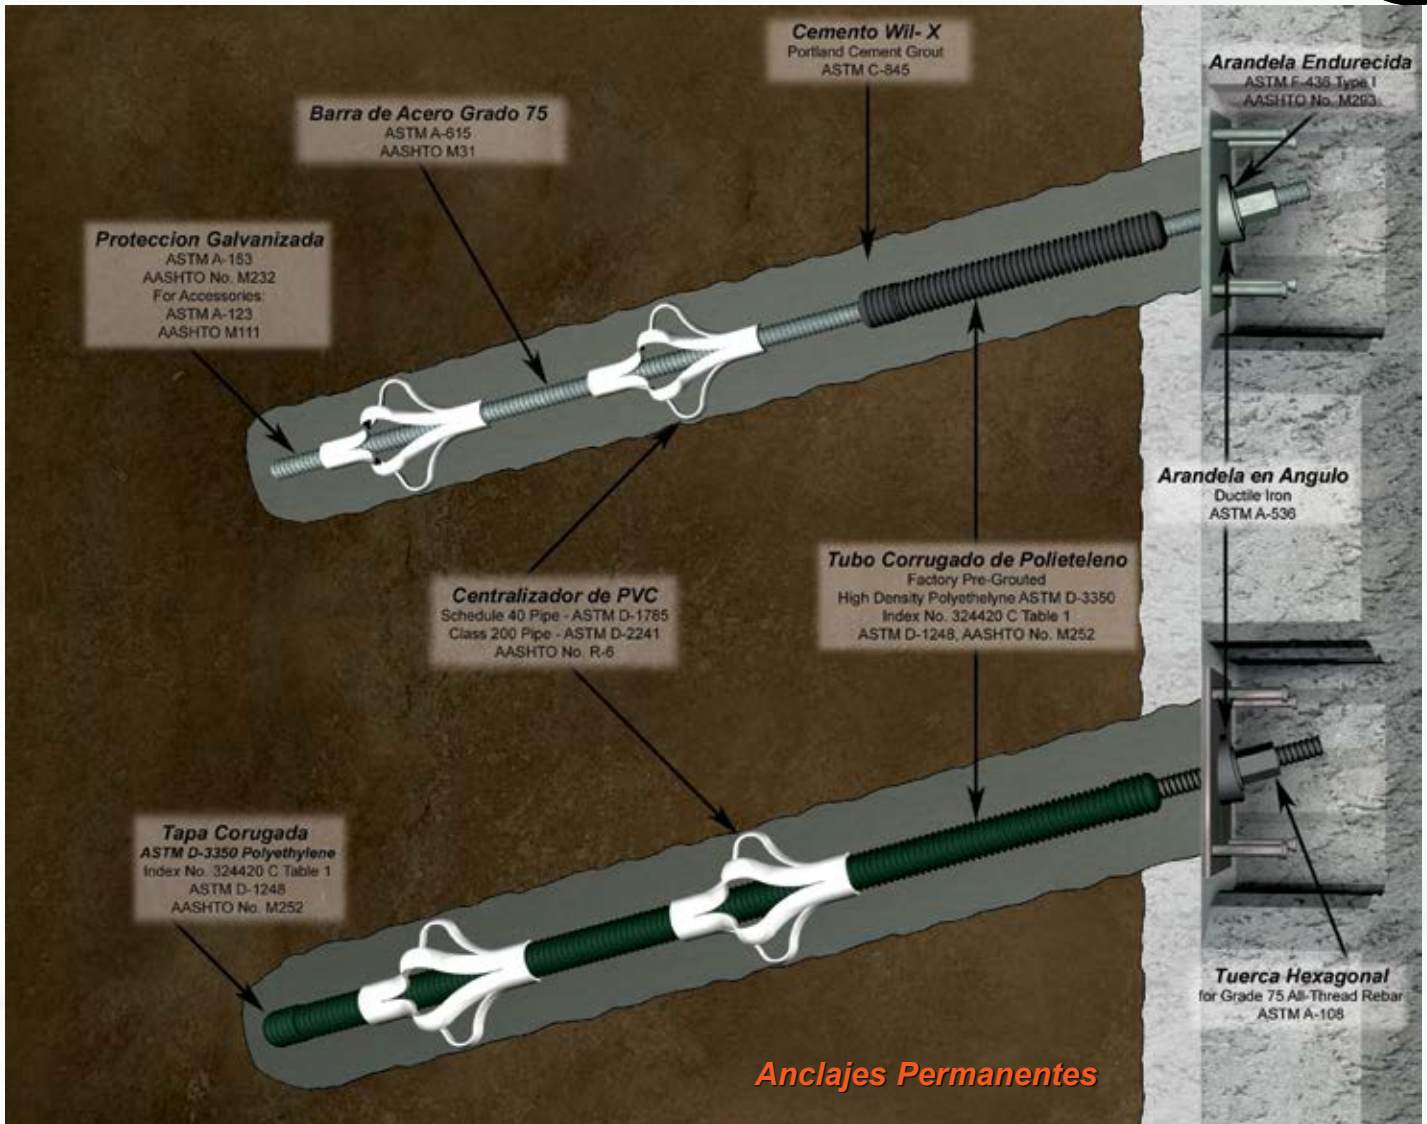 Cemento Wil- X
Portland Cement Grout
ASTM C-845
Arandela Endurecida
ASTM F-436 Type I
AASHTO No. M293
Barra de Acero Grado 75
ASTM A-615
AASHTO M31
Proteccion Galvanizada
ASTM A-153
AASHTO No. M232
For Accessories:
ASTM A-123
AASHTO M111
Arandela en Angulo
Ductile Iron
ASTM A-536
Centralizador de PVC
Schedule 40 Pipe - ASTM D-1785
Class 200 Pipe - ASTM D-2241
AASHTO No. R-6
Tubo Corrugado de Polieteleno
Factory Pre-Grouted
High Density Polyethelyne ASTM D-3350
Index No. 324420 C Table 1
ASTM D-1248, AASHTO No. M252
Tapa Corugada
ASTM D-3350 Polyethylene
Index No. 324420 C Table 1
ASTM D-1248
AASHTO No. M252
Tuerca Hexagonal
for Grade 75 All-Thread Rebar
ASTM A-108
Anclajes Permanentes